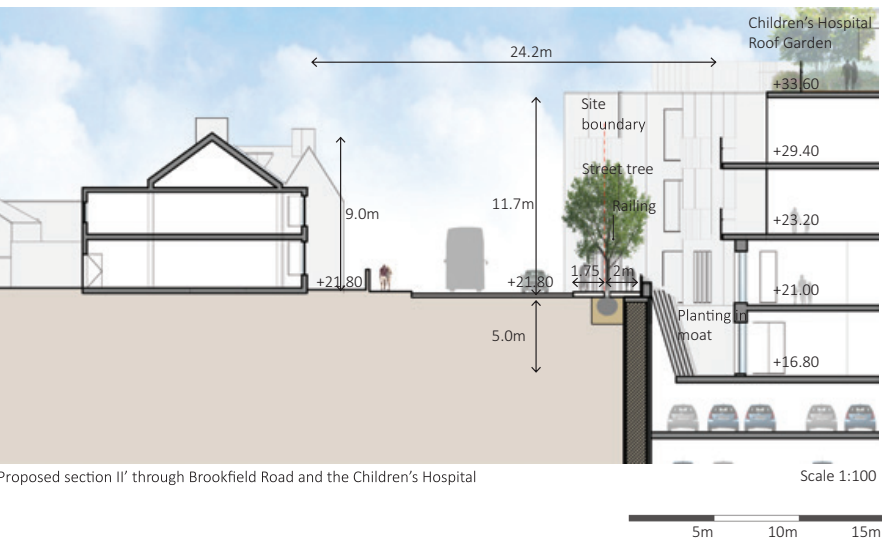 Children’s Hospital
Roof Garden
24.2m
+33.60
Site
boundary
+29.40
Street tree
11.7m
Railing
9.0m
+23.20
1.75
2m
+21.80
+21.80
+21.00
Planting in
moat
5.0m
+16.80
Proposed section II’ through Brookfield Road and the Children’s Hospital
Scale 1:100
5m
10m
15m